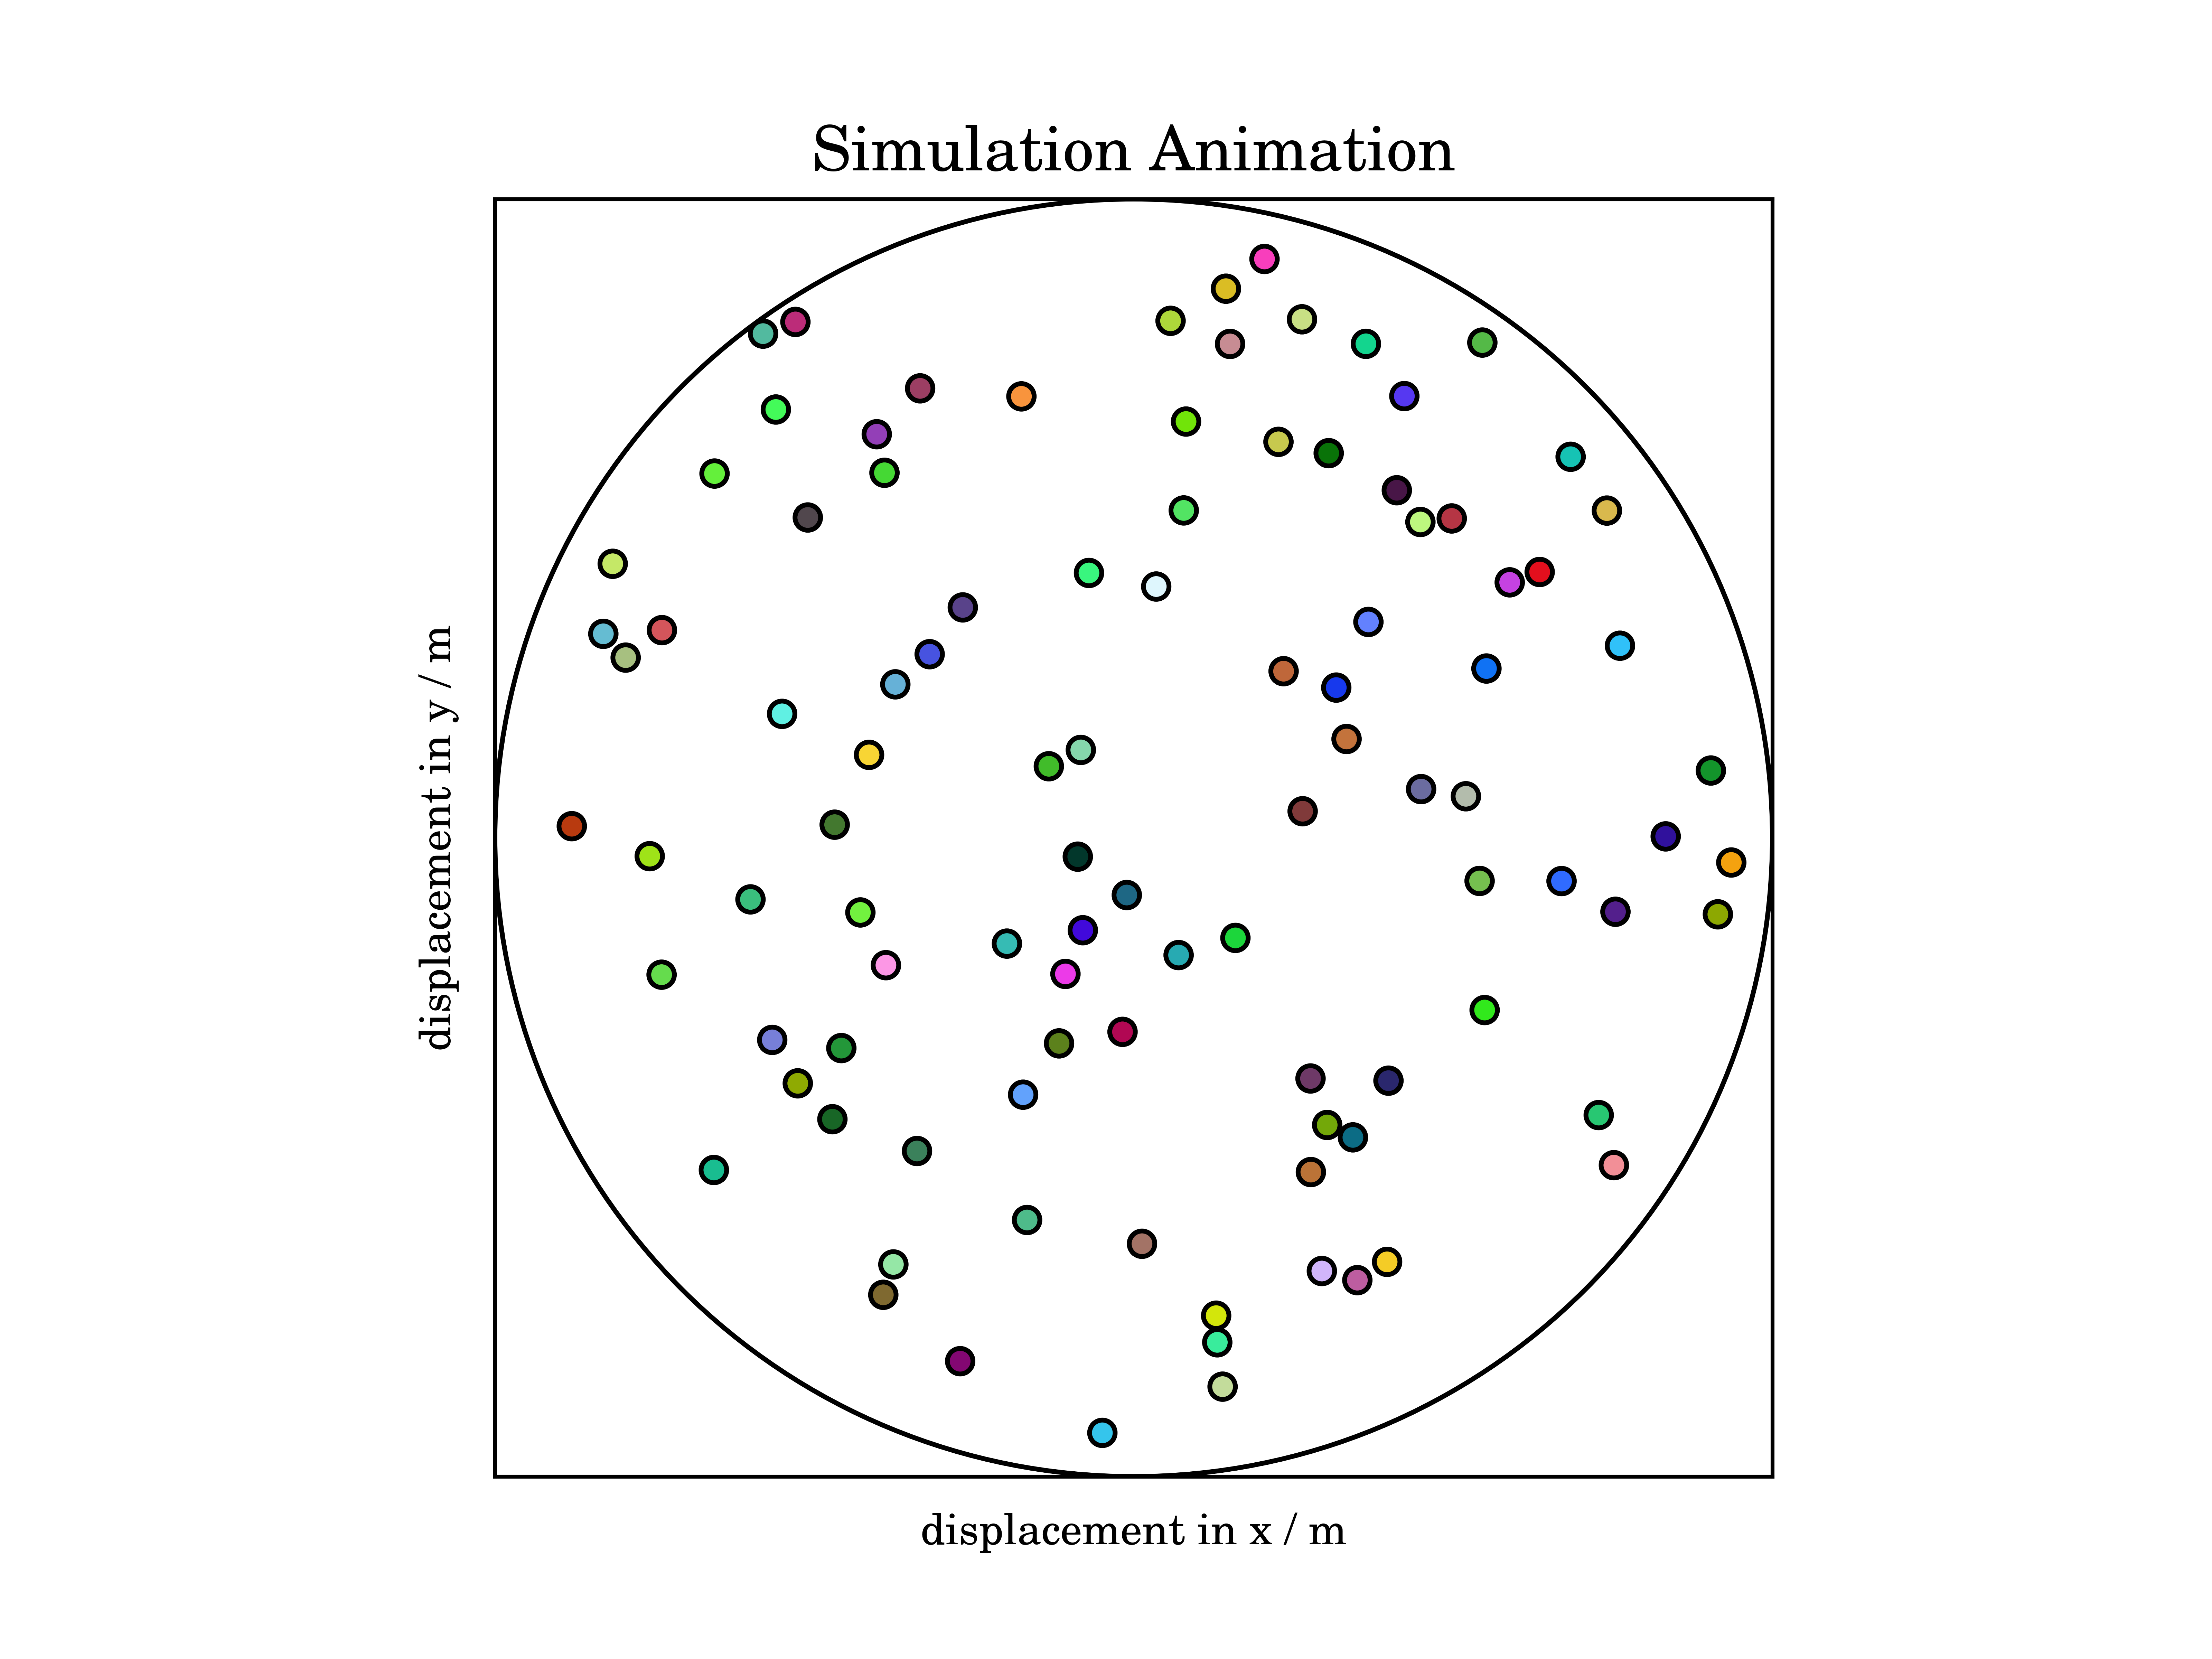 Simulation Animation
displacement in y / m
displacement in x / m